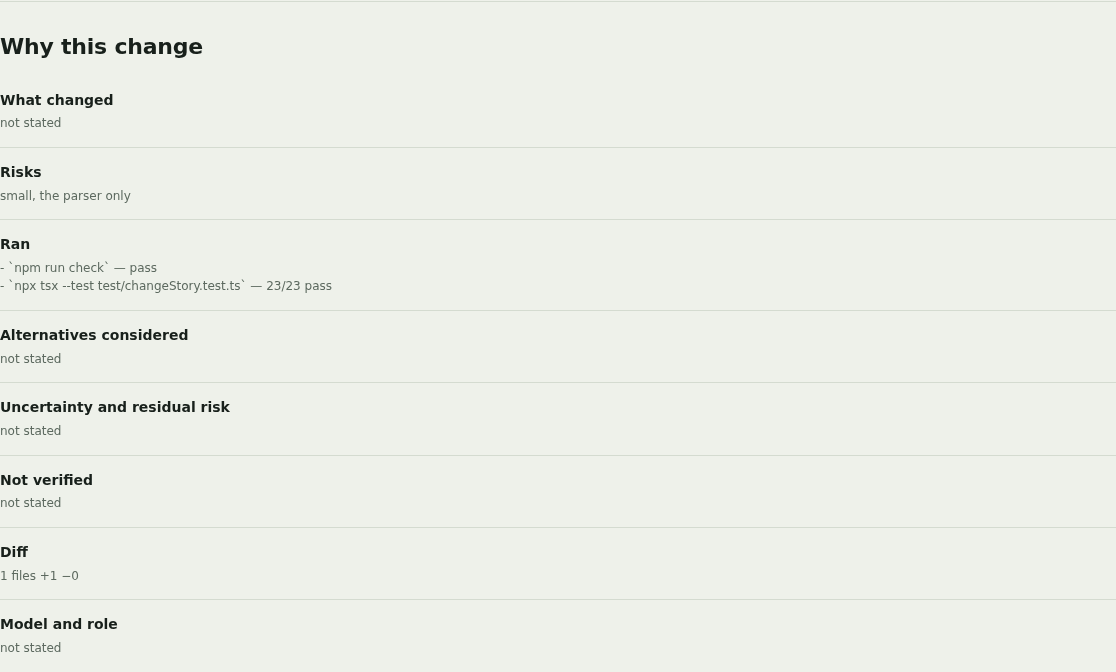 Why this change
What changed
not stated
Risks
small, the parser only
Ran
- `npm run check` — pass
- `npx tsx --test test/changeStory.test.ts` — 23/23 pass
Alternatives considered
not stated
Uncertainty and residual risk
not stated
Not verified
not stated
Diff
1 files +1 −0
Model and role
not stated